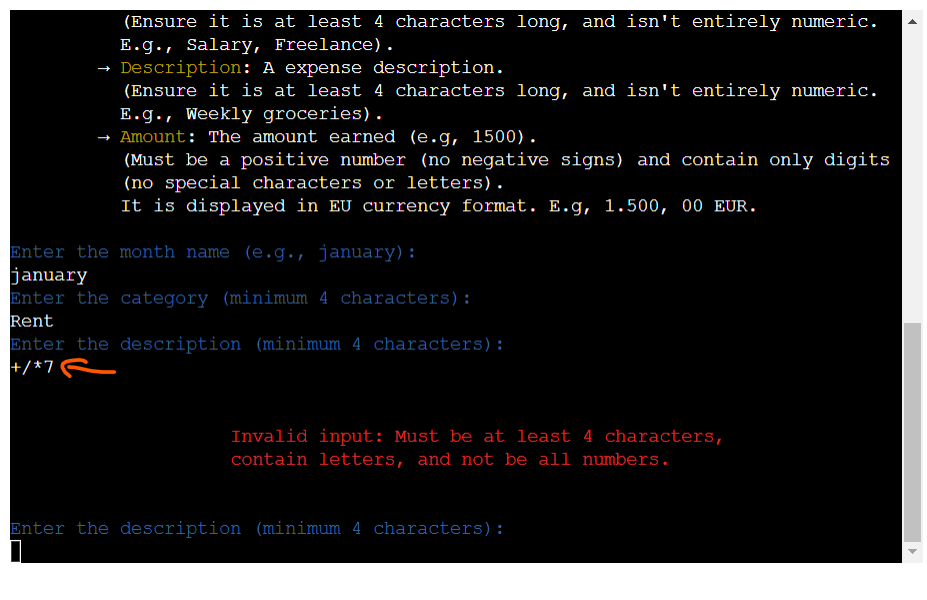 (Ensure it is at least 4 characters long, and isn't entirely numeric.
E.g., Salary, Freelance).
→ Description: A expense description.
(Ensure it is at least 4 characters long, and isn't entirely numeric.
E.g., Weekly groceries).
→ Amount: The amount earned (e.g, 1500).
(Must be a positive number (no negative signs) and contain only digits
(no special characters or letters).
It is displayed in EU currency format. E.g, 1.500, 00 EUR.
Enter the month name (e.g., january):
january
Enter the category (minimum 4 characters):
Rent
Enter the description (minimum 4 characters):
+/*7
Invalid input: Must be at least 4 characters,
contain letters, and not be all numbers.
Enter the description (minimum 4 characters):